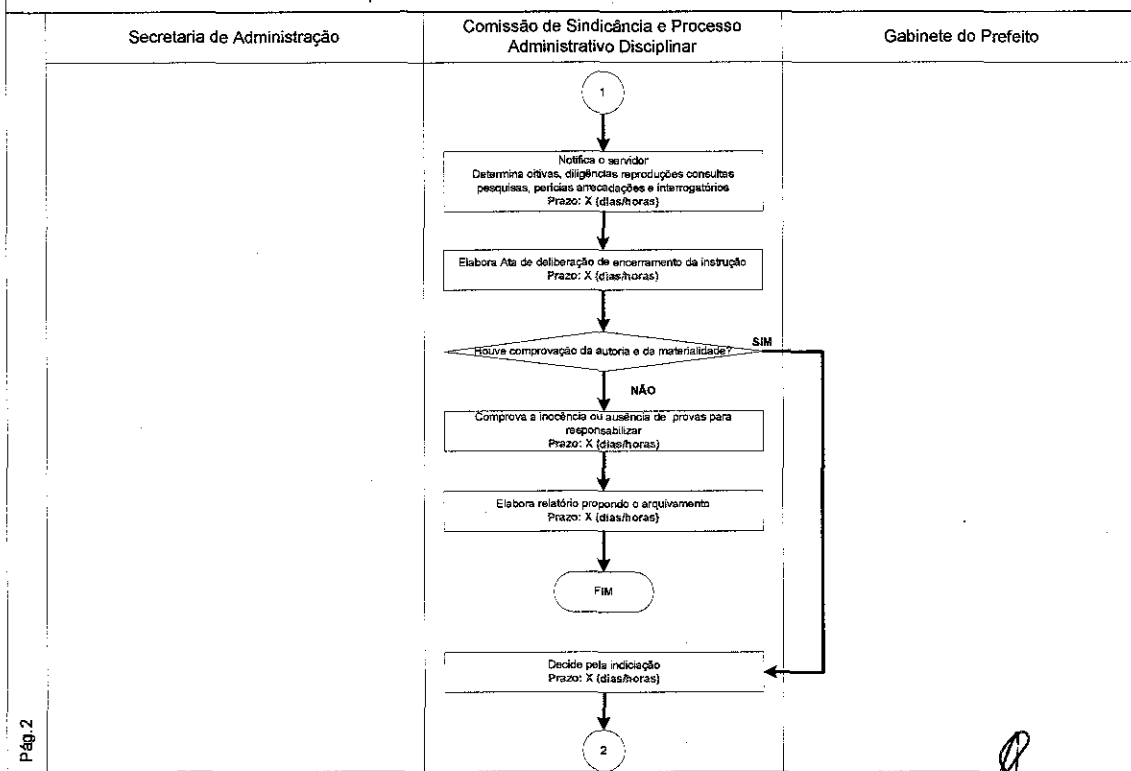 Secretaria de Administração
Comissão de Sindicância e Processo
Administrativo Disciplinar
Gabinete do Prefeito
1
Notifica o servidor
Determina oitivas, diligências reproduções consultas
pesquisas, perícias arrecadações e interrogatórios
Prazo: X (dias/horas)
Elabora Ata de deliberação de encerramento da instrução
Prazo: X (dias/horas)
Houve comprovação da autoria e da materialidade?
SIM
NÃO
Comprova a inocência ou ausência de provas para
responsabilizar
Prazo: X (dias/horas)
Elabora relatório propondo o arquivamento
Prazo: X (dias/horas)
FIM
Decide pela indiciação
Prazo: X (dias/horas)
2
Pág.2